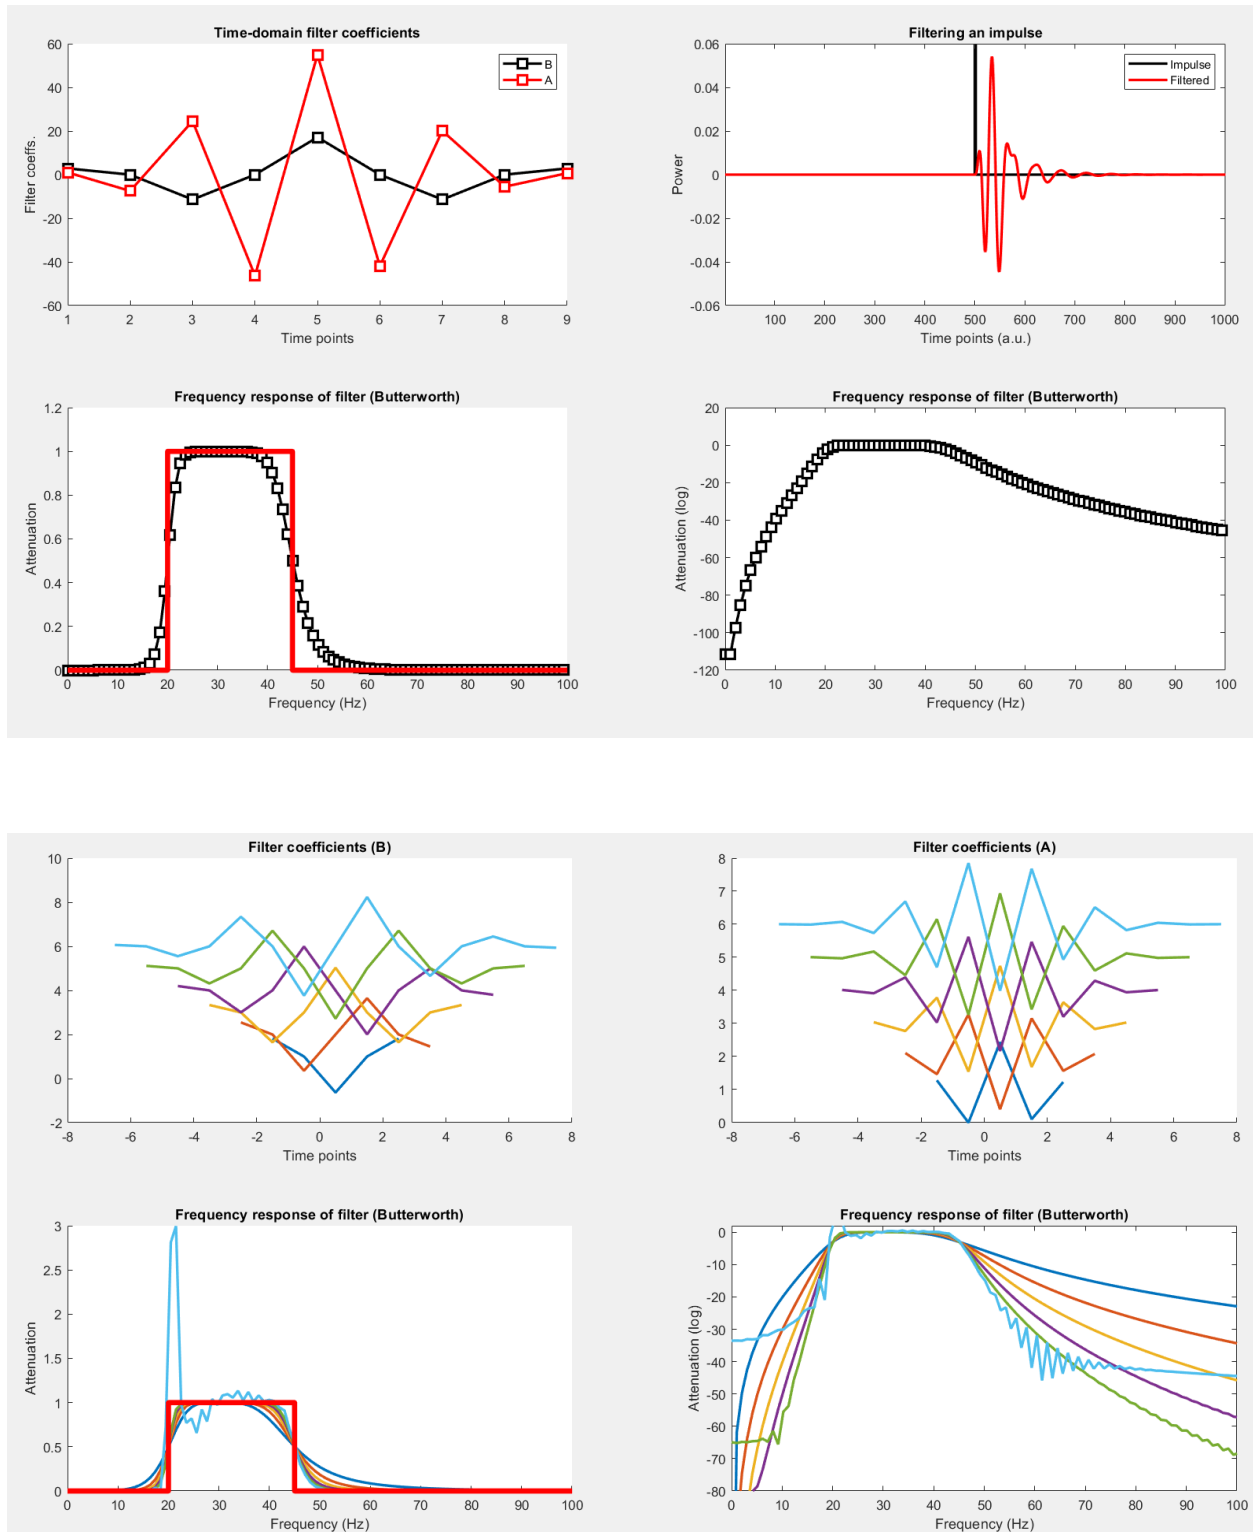 Time-domain filter coefficients
60
40
20
0
-20
-40
-60
Filter coeffs.
B
A
1 2 3 4 5 6 7 8 9
Time points
Filtering an impulse
0.06
0.04
0.02
0
-0.02
-0.04
-0.06
Power
Impulse
Filtered
100 200 300 400 500 600 700 800 900 1000
Time points (a.u.)
Frequency response of filter (Butterworth)
1.2
1
0.8
0.6
0.4
0.2
0
Attenuation
0 10 20 30 40 50 60 70 80 90 100
Frequency (Hz)
Frequency response of filter (Butterworth)
20
0
-20
-40
-60
-80
-100
-120
Attenuation (log)
0 10 20 30 40 50 60 70 80 90 100
Frequency (Hz)
Filter coefficients (B)
10
8
6
4
2
0
-2
-8 -6 -4 -2 0 2 4 6 8
Time points
Filter coefficients (A)
8
7
6
5
4
3
2
1
0
-8 -6 -4 -2 0 2 4 6 8
Time points
Frequency response of filter (Butterworth)
3
2.5
2
1.5
1
0.5
0
Attenuation
0 10 20 30 40 50 60 70 80 90 100
Frequency (Hz)
Frequency response of filter (Butterworth)
0
-10
-20
-30
-40
-50
-60
-70
-80
Attenuation (log)
0 10 20 30 40 50 60 70 80 90 100
Frequency (Hz)